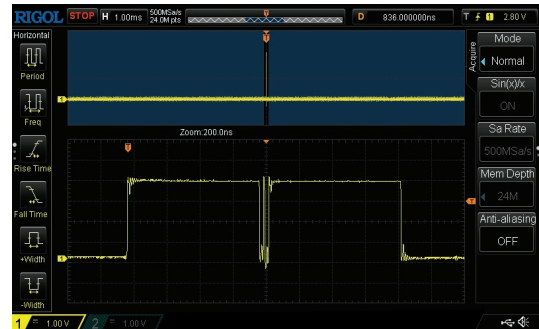 RIGOL STOP H 1.00ms 500MSa/s 24.0M pts D 836.000000ns T 1 2.80 V
Horizontal
Period
Freq
Rise Time
Fall Time
+Width
-Width
Zoom:200.0ns
Acquire
Mode
Normal
Sin(x)/x
ON
Sa Rate
500MSa/s
Mem Depth
24M
Anti-aliasing
OFF
1 = 1.00 V 2 = 1.00 V